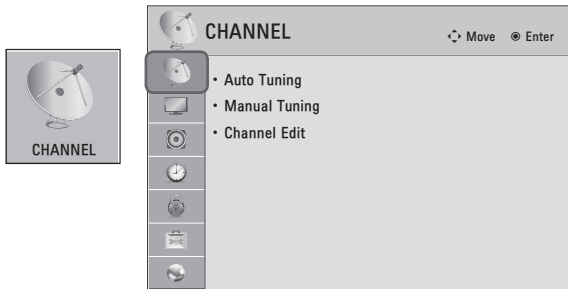 CHANNEL
CHANNEL
Move Enter
• Auto Tuning
• Manual Tuning
• Channel Edit